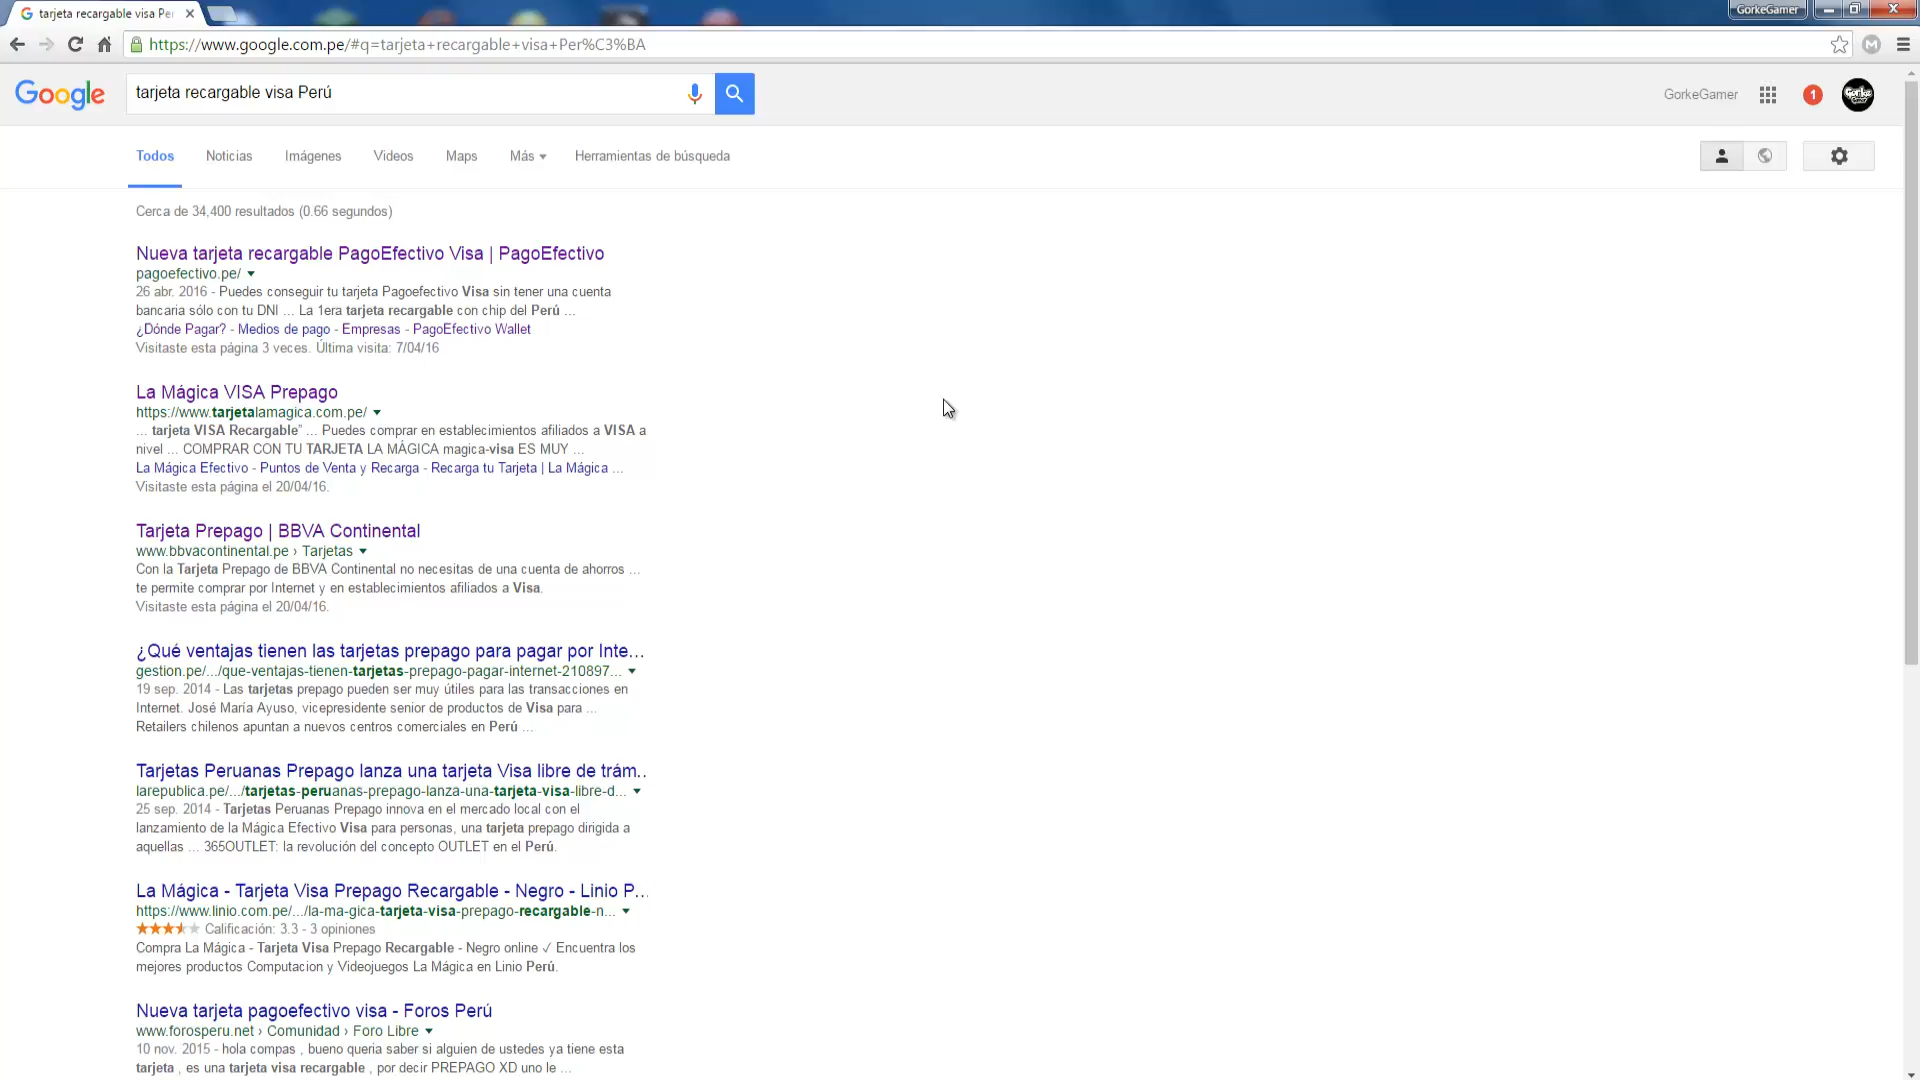 tarjeta recargable visa Per
GorkeGamer
https://www.google.com.pe/#q=tarjeta+recargable+visa+Per%C3%BA
M
Google
tarjeta recargable visa Perú
GorkeGamer
1
Gorke
Todos
Noticias
Imágenes
Videos
Maps
Más
Herramientas de búsqueda
Cerca de 34,400 resultados (0.66 segundos)
Nueva tarjeta recargable PagoEfectivo Visa | PagoEfectivo
pagoefectivo.pe/
26 abr. 2016 - Puedes conseguir tu tarjeta Pagoefectivo Visa sin tener una cuenta
bancaria sólo con tu DNI ... La 1era tarjeta recargable con chip del Perú ...
¿Dónde Pagar? - Medios de pago - Empresas - PagoEfectivo Wallet
Visitaste esta página 3 veces. Última visita: 7/04/16
La Mágica VISA Prepago
https://www.tarjetalamagica.com.pe/
... tarjeta VISA Recargable" ... Puedes comprar en establecimientos afiliados a VISA a
nivel ... COMPRAR CON TU TARJETA LA MÁGICA magica-visa ES MUY ...
La Mágica Efectivo - Puntos de Venta y Recarga - Recarga tu Tarjeta | La Mágica ...
Visitaste esta página el 20/04/16.
Tarjeta Prepago | BBVA Continental
www.bbvacontinental.pe › Tarjetas
Con la Tarjeta Prepago de BBVA Continental no necesitas de una cuenta de ahorros ...
te permite comprar por Internet y en establecimientos afiliados a Visa.
Visitaste esta página el 20/04/16.
¿Qué ventajas tienen las tarjetas prepago para pagar por Inte...
gestion.pe/.../que-ventajas-tienen-tarjetas-prepago-pagar-internet-210897...
19 sep. 2014 - Las tarjetas prepago pueden ser muy útiles para las transacciones en
Internet. José María Ayuso, vicepresidente senior de productos de Visa para ...
Retailers chilenos apuntan a nuevos centros comerciales en Perú ...
Tarjetas Peruanas Prepago lanza una tarjeta Visa libre de trám...
larepublica.pe/.../tarjetas-peruanas-prepago-lanza-una-tarjeta-visa-libre-d...
25 sep. 2014 - Tarjetas Peruanas Prepago innova en el mercado local con el
lanzamiento de la Mágica Efectivo Visa para personas, una tarjeta prepago dirigida a
aquellas ... 365OUTLET: la revolución del concepto OUTLET en el Perú.
La Mágica - Tarjeta Visa Prepago Recargable - Negro - Linio P...
https://www.linio.com.pe/.../la-ma-gica-tarjeta-visa-prepago-recargable-n...
Calificación: 3.3 - 3 opiniones
Compra La Mágica - Tarjeta Visa Prepago Recargable - Negro online ✓ Encuentra los
mejores productos Computacion y Videojuegos La Mágica en Linio Perú.
Nueva tarjeta pagoefectivo visa - Foros Perú
www.forosperu.net › Comunidad › Foro Libre
10 nov. 2015 - hola compas , bueno queria saber si alguien de ustedes ya tiene esta
tarjeta , es una tarjeta visa recargable , por decir PREPAGO XD uno le ...